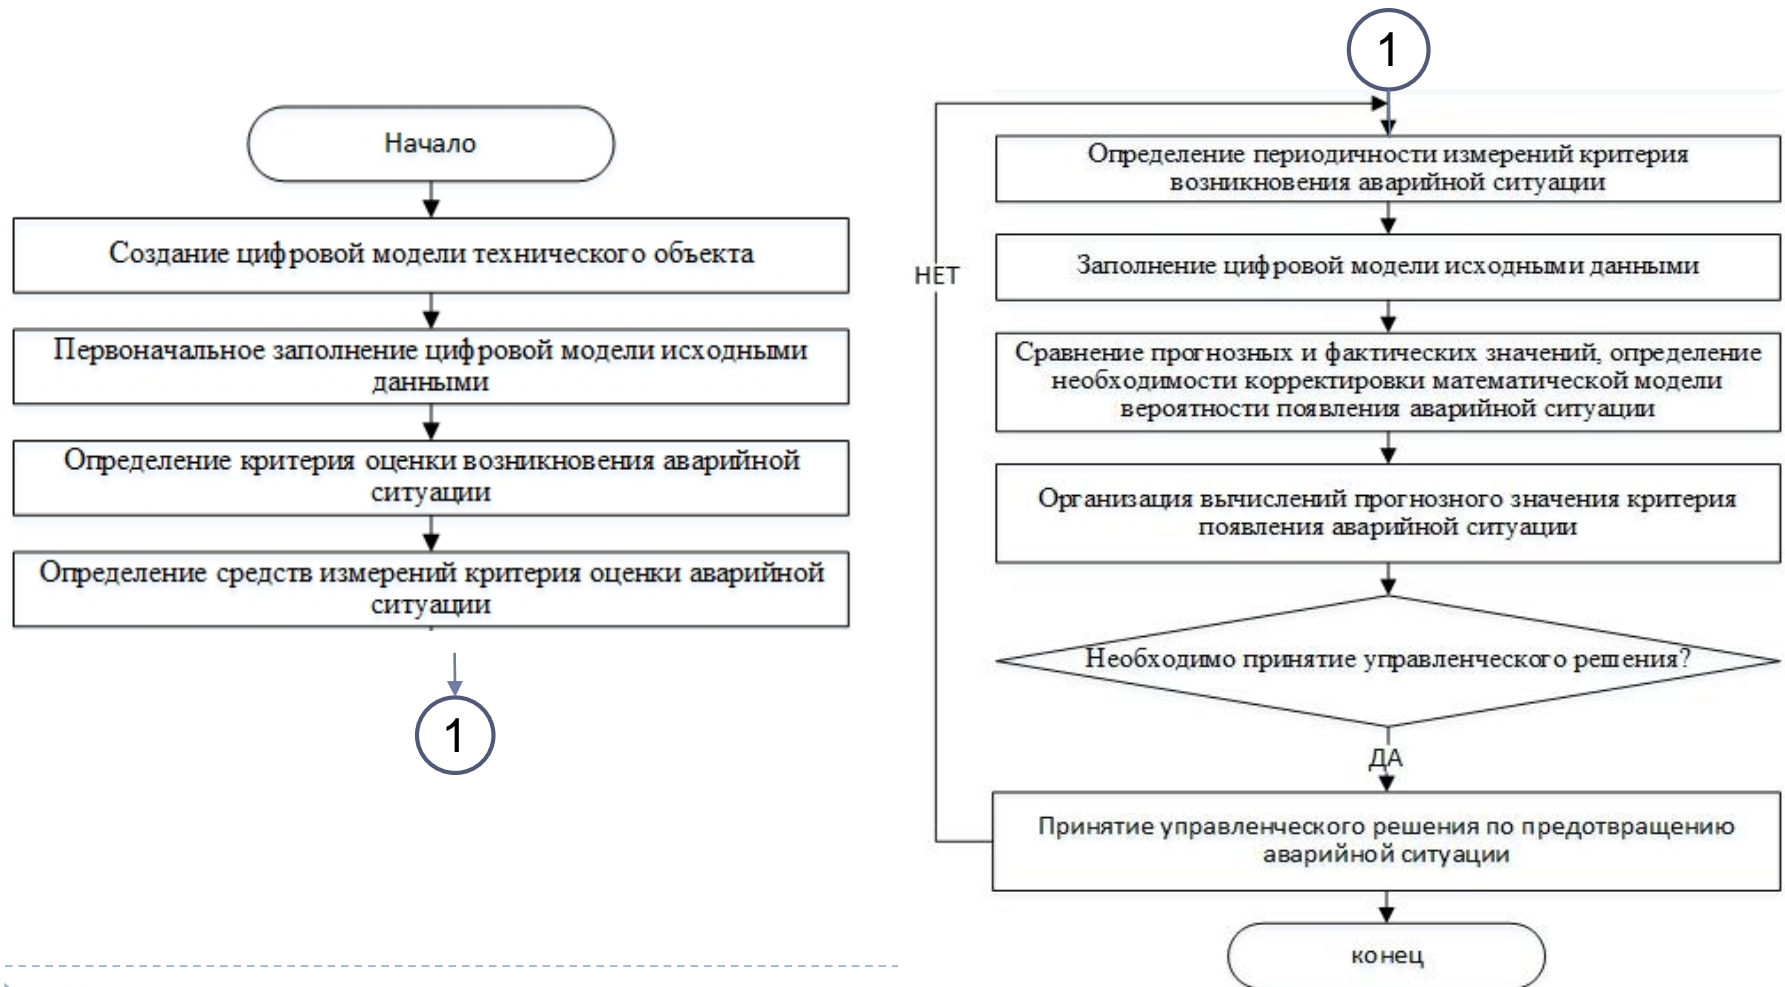 Начало
Создание цифровой модели технического объекта
Первоначальное заполнение цифровой модели исходными
данными
Определение критерия оценки возникновения аварийной
ситуации
Определение средств измерений критерия оценки аварийной
ситуации
1
1
Определение периодичности измерений критерия
возникновения аварийной ситуации
Заполнение цифровой модели исходными данными
НЕТ
Сравнение прогнозных и фактических значений, определение
необходимости корректировки математической модели
вероятности появления аварийной ситуации
Организация вычислений прогнозного значения критерия
появления аварийной ситуации
Необходимо принятие управленческого решения?
ДА
Принятие управленческого решения по предотвращению
аварийной ситуации
конец